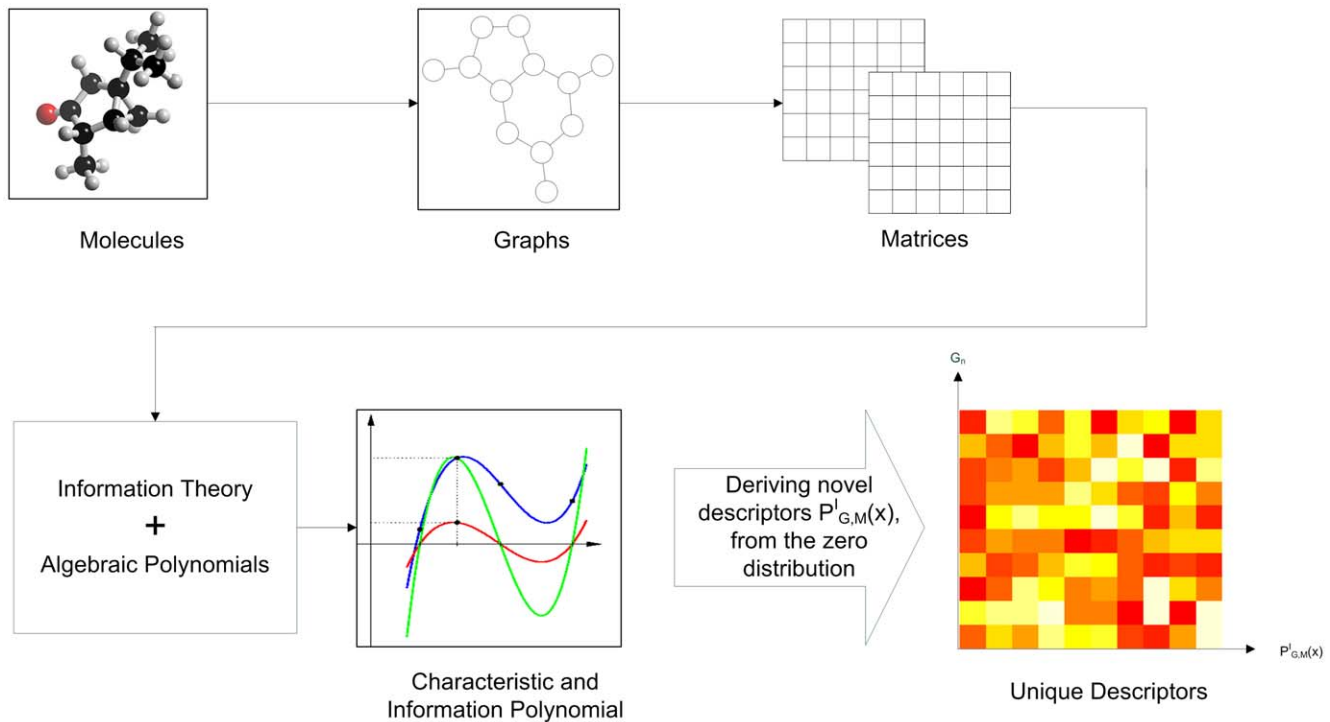 Molecules
Graphs
Matrices
Information Theory
+
Algebraic Polynomials
Characteristic and
Information Polynomial
Deriving novel
descriptors P^I_G,M(x),
from the zero
distribution
G_n
P^I_G,M(x)
Unique Descriptors